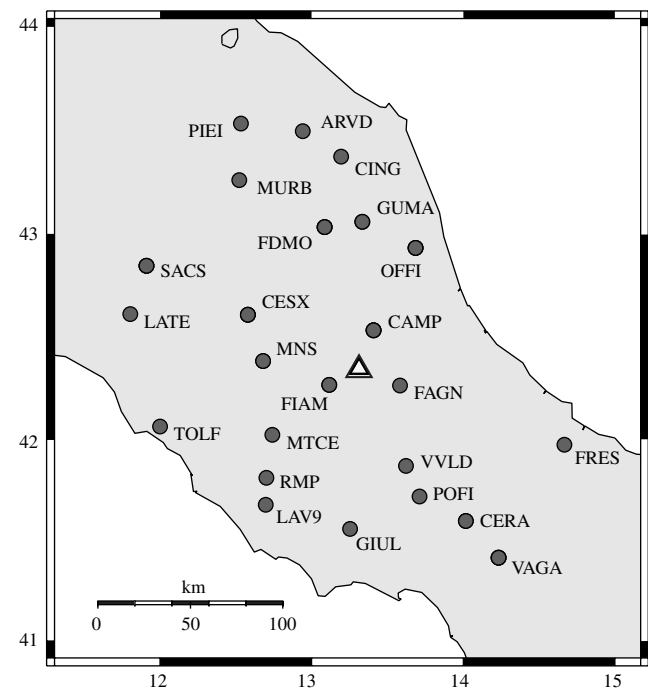 44
PIEI
ARVD
CING
MURB
GUMA
43
FDMO
OFFI
SACS
CESX
LATE
CAMP
MNS
FIAM
FAGN
42
TOLF
MTCE
FRES
VVLD
RMP
POFI
LAV9
CERA
GIUL
VAGA
km
0 50 100
41
12 13 14 15